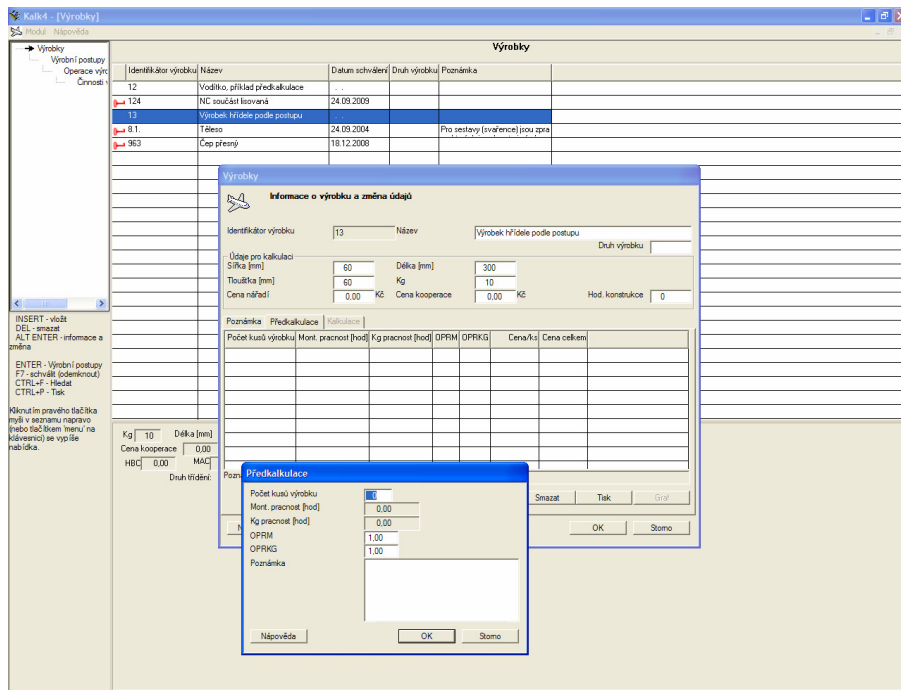 Kalk4 - [Výrobky]
Modul Nápověda
Výrobky
Výrobní postupy
Operace výro
Činnosti v
Výrobky
Identifikátor výrobku Název Datum schválení Druh výrobku Poznámka
12 Vodítko, příklad předkalkulace . .
124 NC součást lisovaná 24.09.2009
13 Výrobek hřídele podle postupu . .
8.1. Těleso 24.09.2004 Pro sestavy (svařence) jsou zpra
963 Čep přesný 18.12.2008
INSERT - vložit
DEL - smazat
ALT ENTER - informace a
změna
ENTER - Výrobní postupy
F7 - schválit (odemknout)
CTRL+F - Hledat
CTRL+P - Tisk
Kliknutím pravého tlačítka
myši v seznamu napravo
(nebo tlačítkem 'menu' na
klávesnici) se vypíše
nabídka.
Kg 10 Délka [mm]
Cena kooperace 0,00
HBC 0,00 MAC
Druh třídění:
Výrobky
Informace o výrobku a změna údajů
Identifikátor výrobku 13 Název Výrobek hřídele podle postupu
Druh výrobku
Údaje pro kalkulaci
Šířka [mm] 60 Délka [mm] 300
Tloušťka [mm] 60 Kg 10
Cena nářadí 0,00 Kč Cena kooperace 0,00 Kč Hod. konstrukce 0
Poznámka Předkalkulace Kalkulace
Počet kusů výrobku Mont. pracnost [hod] Kg pracnost [hod] OPRM OPRKG Cena/ks Cena celkem
Smazat Tisk Graf
OK Storno
Předkalkulace
Počet kusů výrobku 0
Mont. pracnost [hod] 0,00
Kg pracnost [hod] 0,00
OPRM 1,00
OPRKG 1,00
Poznámka
Nápověda OK Storno